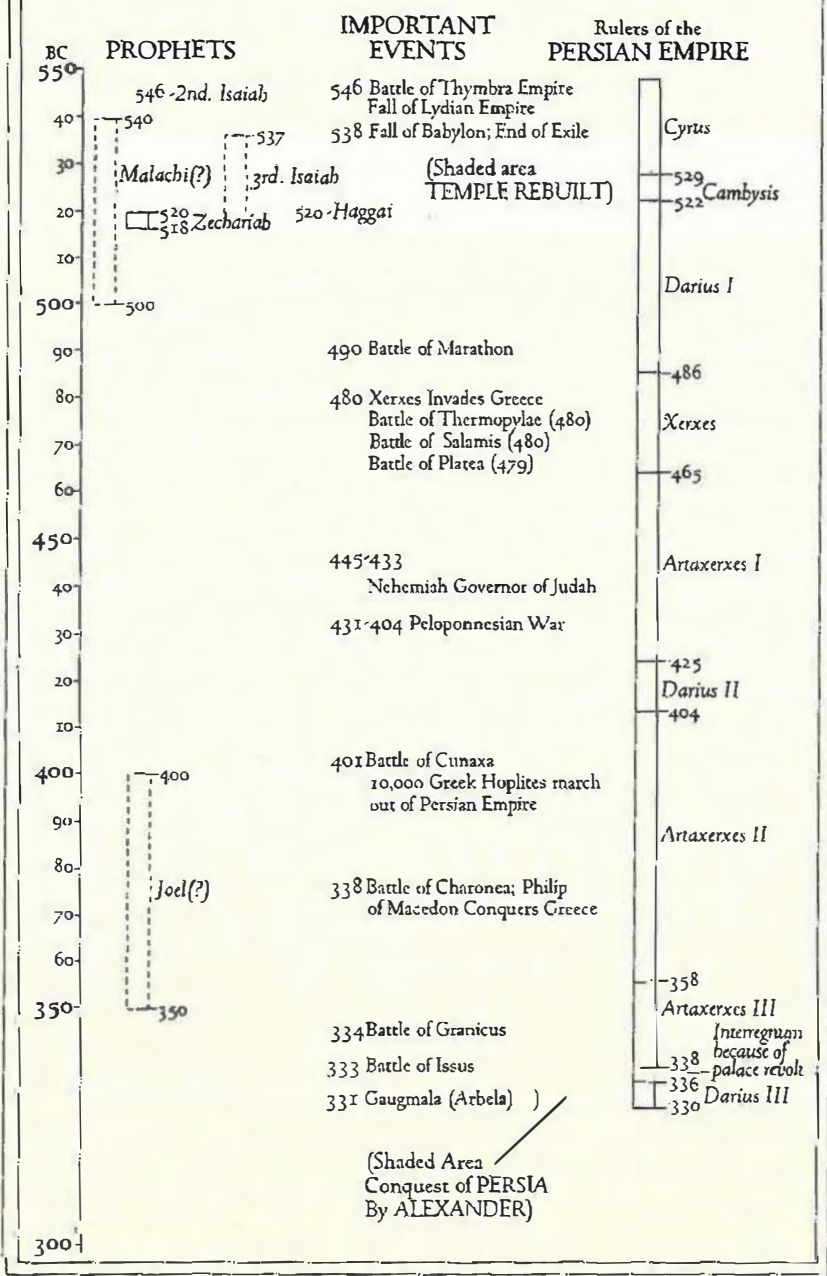 BC
PROPHETS
IMPORTANT
EVENTS
Rulers of the
PERSIAN EMPIRE
550
40
30
20
10
500
90
80
70
60
450
40
30
20
10
400
90
80
70
60
350
300
546-2nd. Isaiah
540
537
Malachi(?)
3rd. Isaiah
520
518 Zechariah
520-Haggai
500
400
Joel(?)
350
546 Battle of Thymbra Empire
Fall of Lydian Empire
538 Fall of Babylon; End of Exile
(Shaded area
TEMPLE REBUILT)
490 Battle of Marathon
480 Xerxes Invades Greece
Battle of Thermopylae (480)
Battle of Salamis (480)
Battle of Platea (479)
445-433
Nehemiah Governor of Judah
431-404 Peloponnesian War
401 Battle of Cunaxa
10,000 Greek Hoplites march
out of Persian Empire
338 Battle of Charonea; Philip
of Macedon Conquers Greece
334 Battle of Granicus
333 Battle of Issus
331 Gaugmala (Arbela) )
(Shaded Area
Conquest of PERSIA
By ALEXANDER)
Cyrus
529
Cambysis
522
Darius I
486
Xerxes
465
Artaxerxes I
425
Darius II
404
Artaxerxes II
358
Artaxerxes III
Interregnum
because of
338 palace revolt
336
Darius III
330